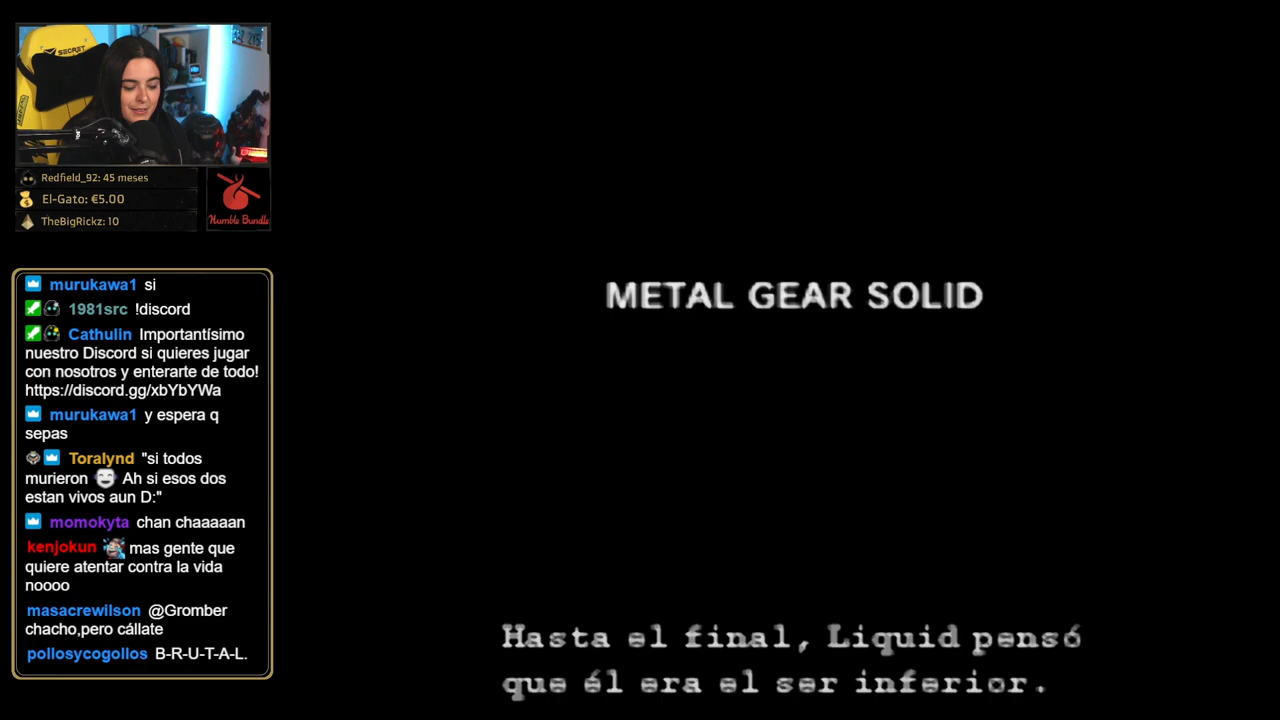 SECRET
Redfield_92: 45 meses
El-Gato: €5.00
TheBigRickz: 10
Humble Bundle
murukawa1 si
1981src !discord
Cathulin Importantísimo
nuestro Discord si quieres jugar
con nosotros y enterarte de todo!
https://discord.gg/xbYbYWa
murukawa1 y espera q
sepas
Toralynd "si todos
murieron Ah si esos dos
estan vivos aun D:"
momokyta chan chaaaaan
kenjokun mas gente que
quiere atentar contra la vida
noooo
masacrewilson @Gromber
chacho,pero cállate
pollosycogollos B-R-U-T-A-L.
METAL GEAR SOLID
Hasta el final, Liquid pensó
que él era el ser inferior.